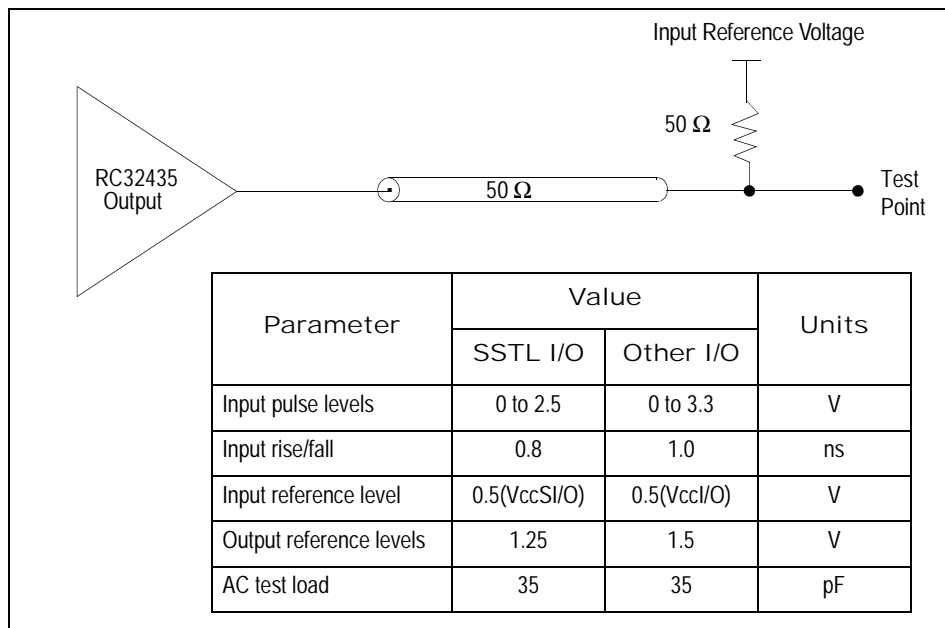 Input Reference Voltage
50 Ω
RC32435
Output
50 Ω
Test
Point
Parameter Value Units
SSTL I/O Other I/O
Input pulse levels 0 to 2.5 0 to 3.3 V
Input rise/fall 0.8 1.0 ns
Input reference level 0.5(VccSI/O) 0.5(VccI/O) V
Output reference levels 1.25 1.5 V
AC test load 35 35 pF